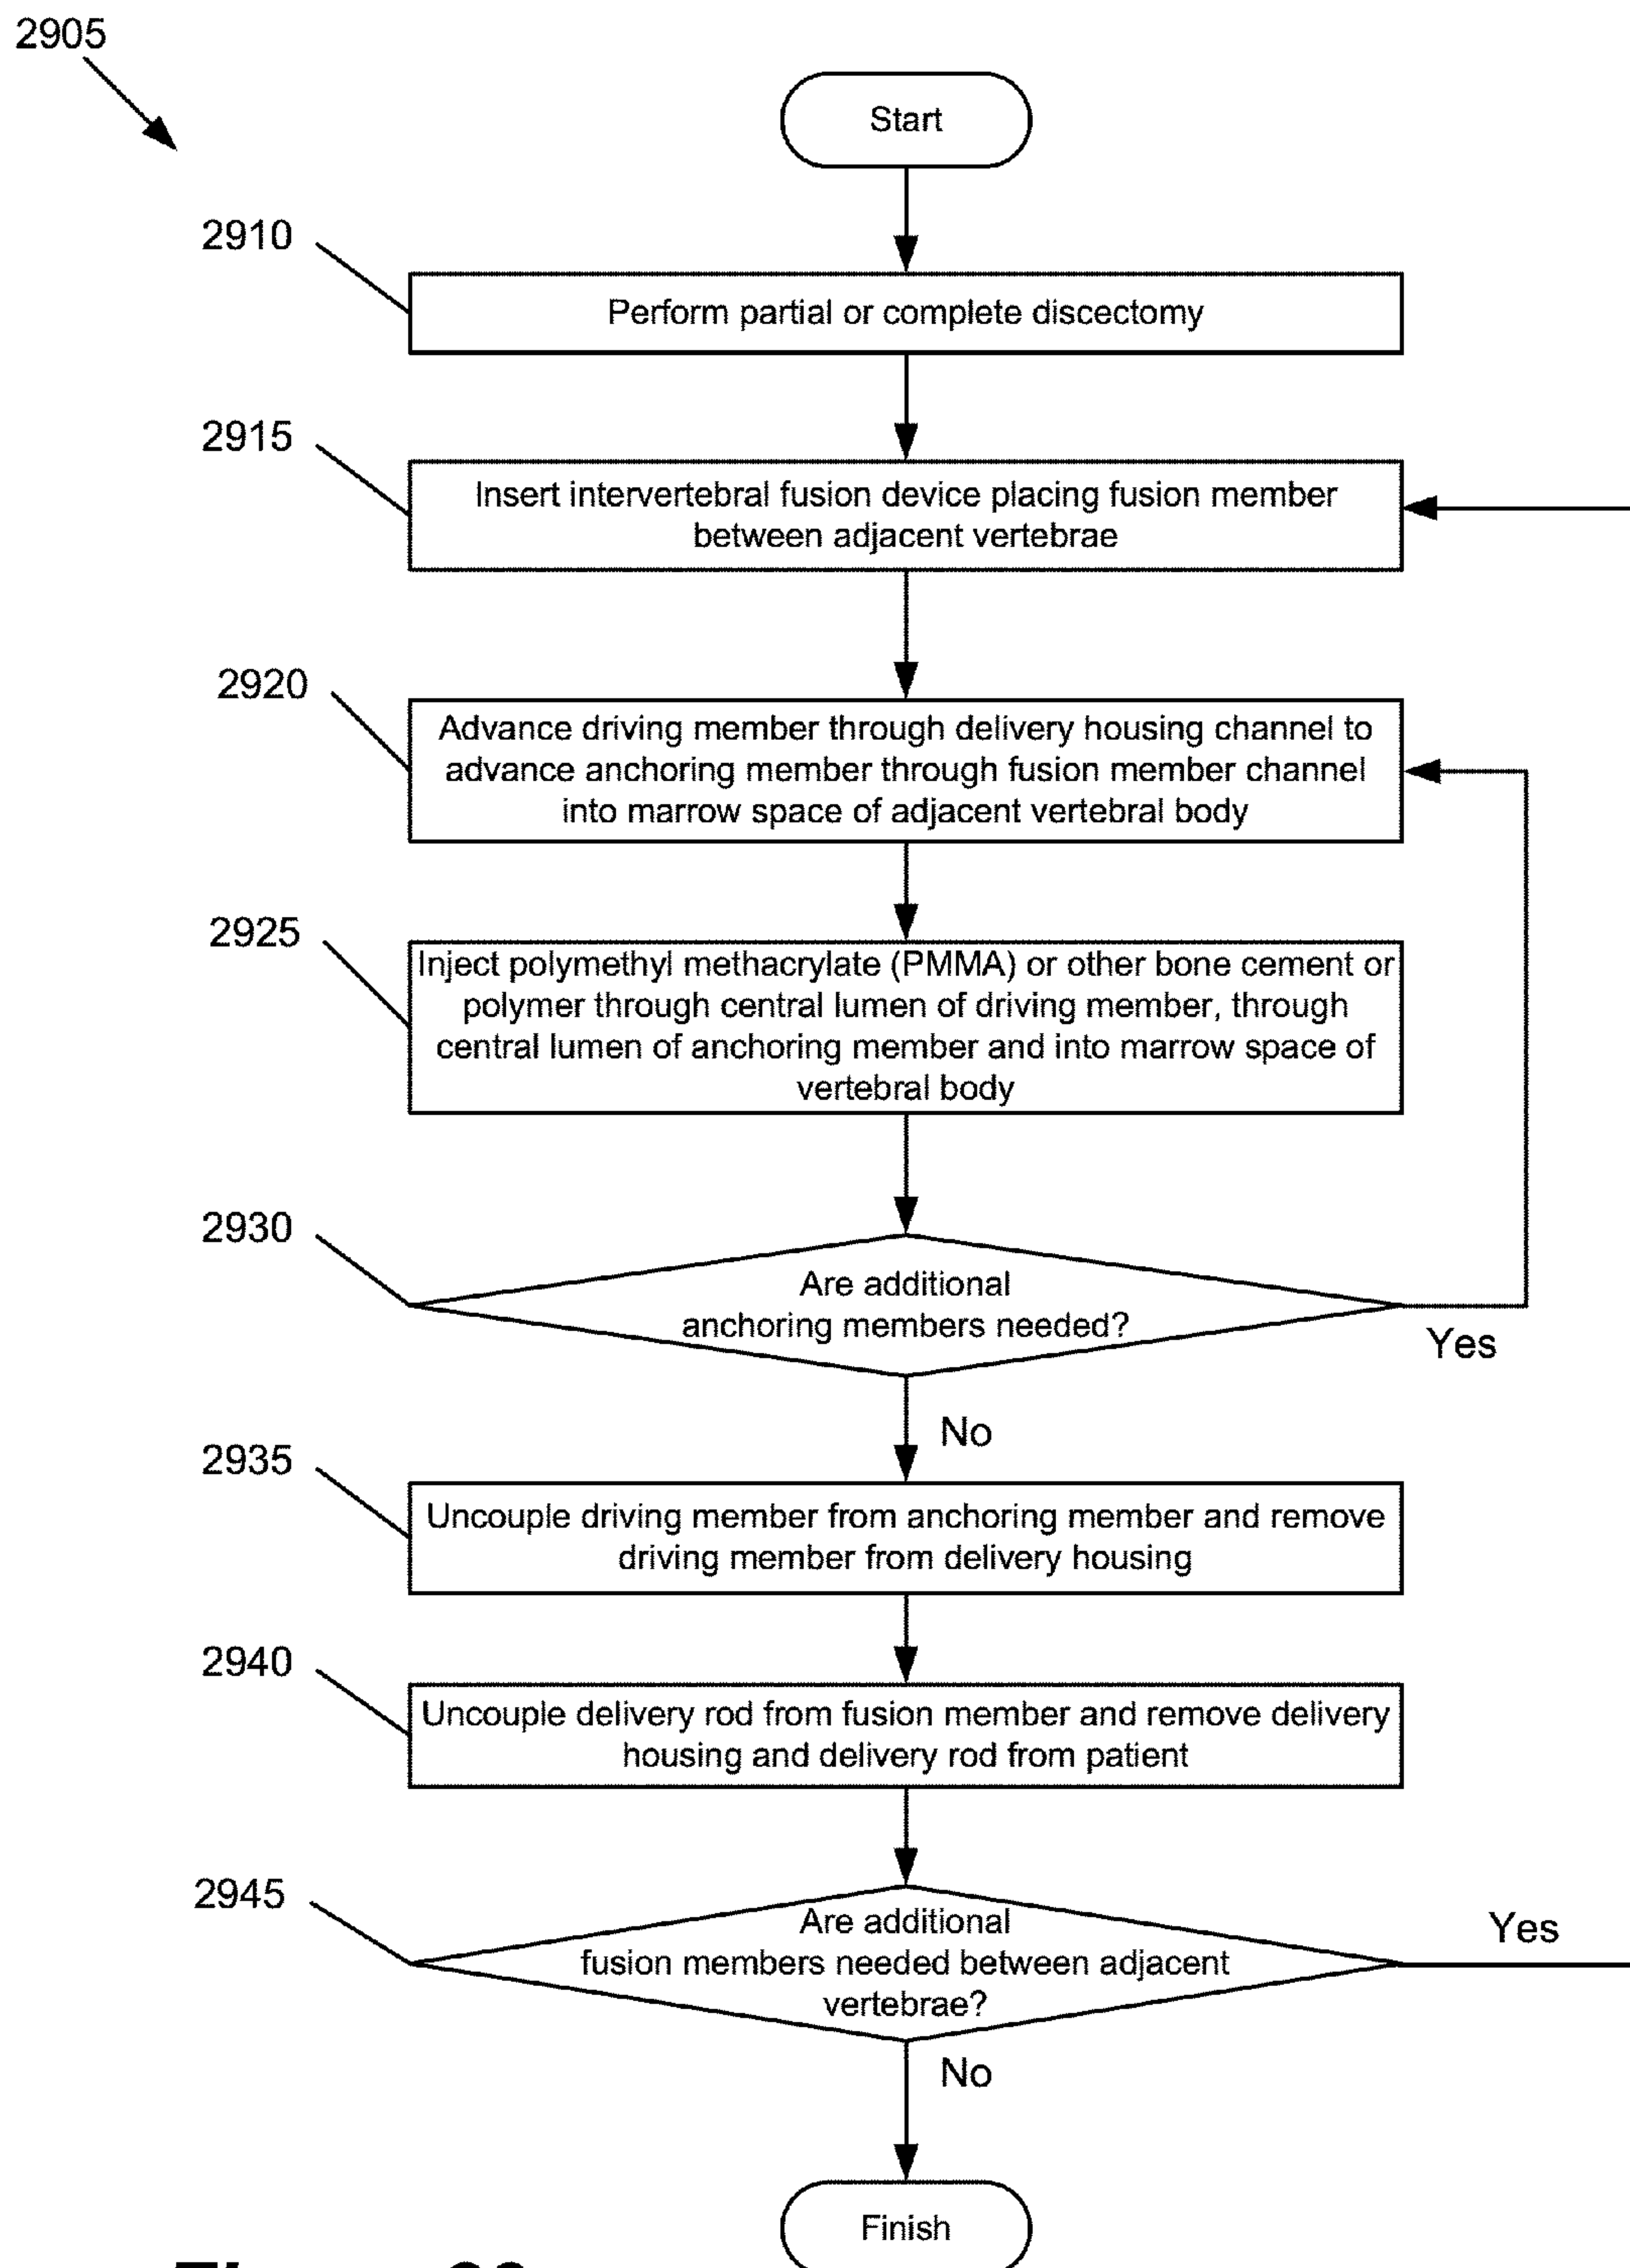 2905
Start
2910
Perform partial or complete discectomy
2915
Insert intervertebral fusion device placing fusion member
between adjacent vertebrae
2920
Advance driving member through delivery housing channel to
advance anchoring member through fusion member channel
into marrow space of adjacent vertebral body
2925
Inject polymethyl methacrylate (PMMA) or other bone cement or
polymer through central lumen of driving member, through
central lumen of anchoring member and into marrow space of
vertebral body
2930
Are additional
anchoring members needed?
Yes
No
2935
Uncouple driving member from anchoring member and remove
driving member from delivery housing
2940
Uncouple delivery rod from fusion member and remove delivery
housing and delivery rod from patient
2945
Are additional
fusion members needed between adjacent
vertebrae?
Yes
No
Finish